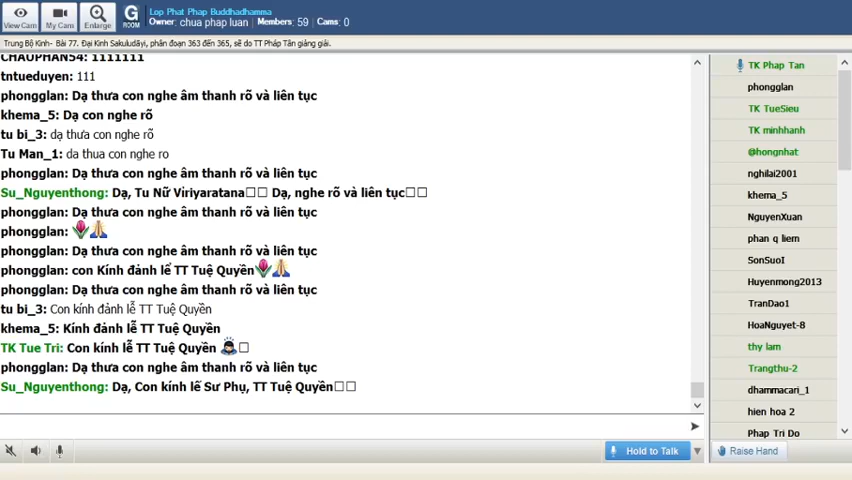 View Cam
My Cam
Enlarge
G
ROOM
Lop Phat Phap Buddhadhamma
Owner: chua phap luan Members: 59 Cams: 0
Trung Bộ Kinh- Bài 77. Đại Kinh Sakuludāyi, phân đoạn 363 đến 365, sẽ do TT Pháp Tân giảng giải.
CHAUPHAN54: 1111111
tntueduyen: 111
phongglan: Dạ thưa con nghe âm thanh rõ và liên tục
khema_5: Dạ con nghe rõ
tu bi_3: dạ thưa con nghe rõ
Tu Man_1: da thua con nghe ro
phongglan: Dạ thưa con nghe âm thanh rõ và liên tục
Su_Nguyenthong: Dạ, Tu Nữ Viriyaratana Dạ, nghe rõ và liên tục
phongglan: Dạ thưa con nghe âm thanh rõ và liên tục
phongglan:
phongglan: Dạ thưa con nghe âm thanh rõ và liên tục
phongglan: con Kính đảnh lể TT Tuệ Quyền
phongglan: Dạ thưa con nghe âm thanh rõ và liên tục
tu bi_3: Con kính đảnh lễ TT Tuệ Quyền
khema_5: Kính đảnh lễ TT Tuệ Quyền
TK Tue Tri: Con kính lễ TT Tuệ Quyền
phongglan: Dạ thưa con nghe âm thanh rõ và liên tục
Su_Nguyenthong: Dạ, Con kính lễ Sư Phụ, TT Tuệ Quyền
Hold to Talk
TK Phap Tan
phongglan
TK TueSieu
TK minhhanh
@hongnhat
nghilai2001
khema_5
NguyenXuan
phan q liem
SonSuoI
Huyenmong2013
TranDao1
HoaNguyet-8
thy lam
Trangthu-2
dhammacari_1
hien hoa 2
Phap Tri Do
Raise Hand